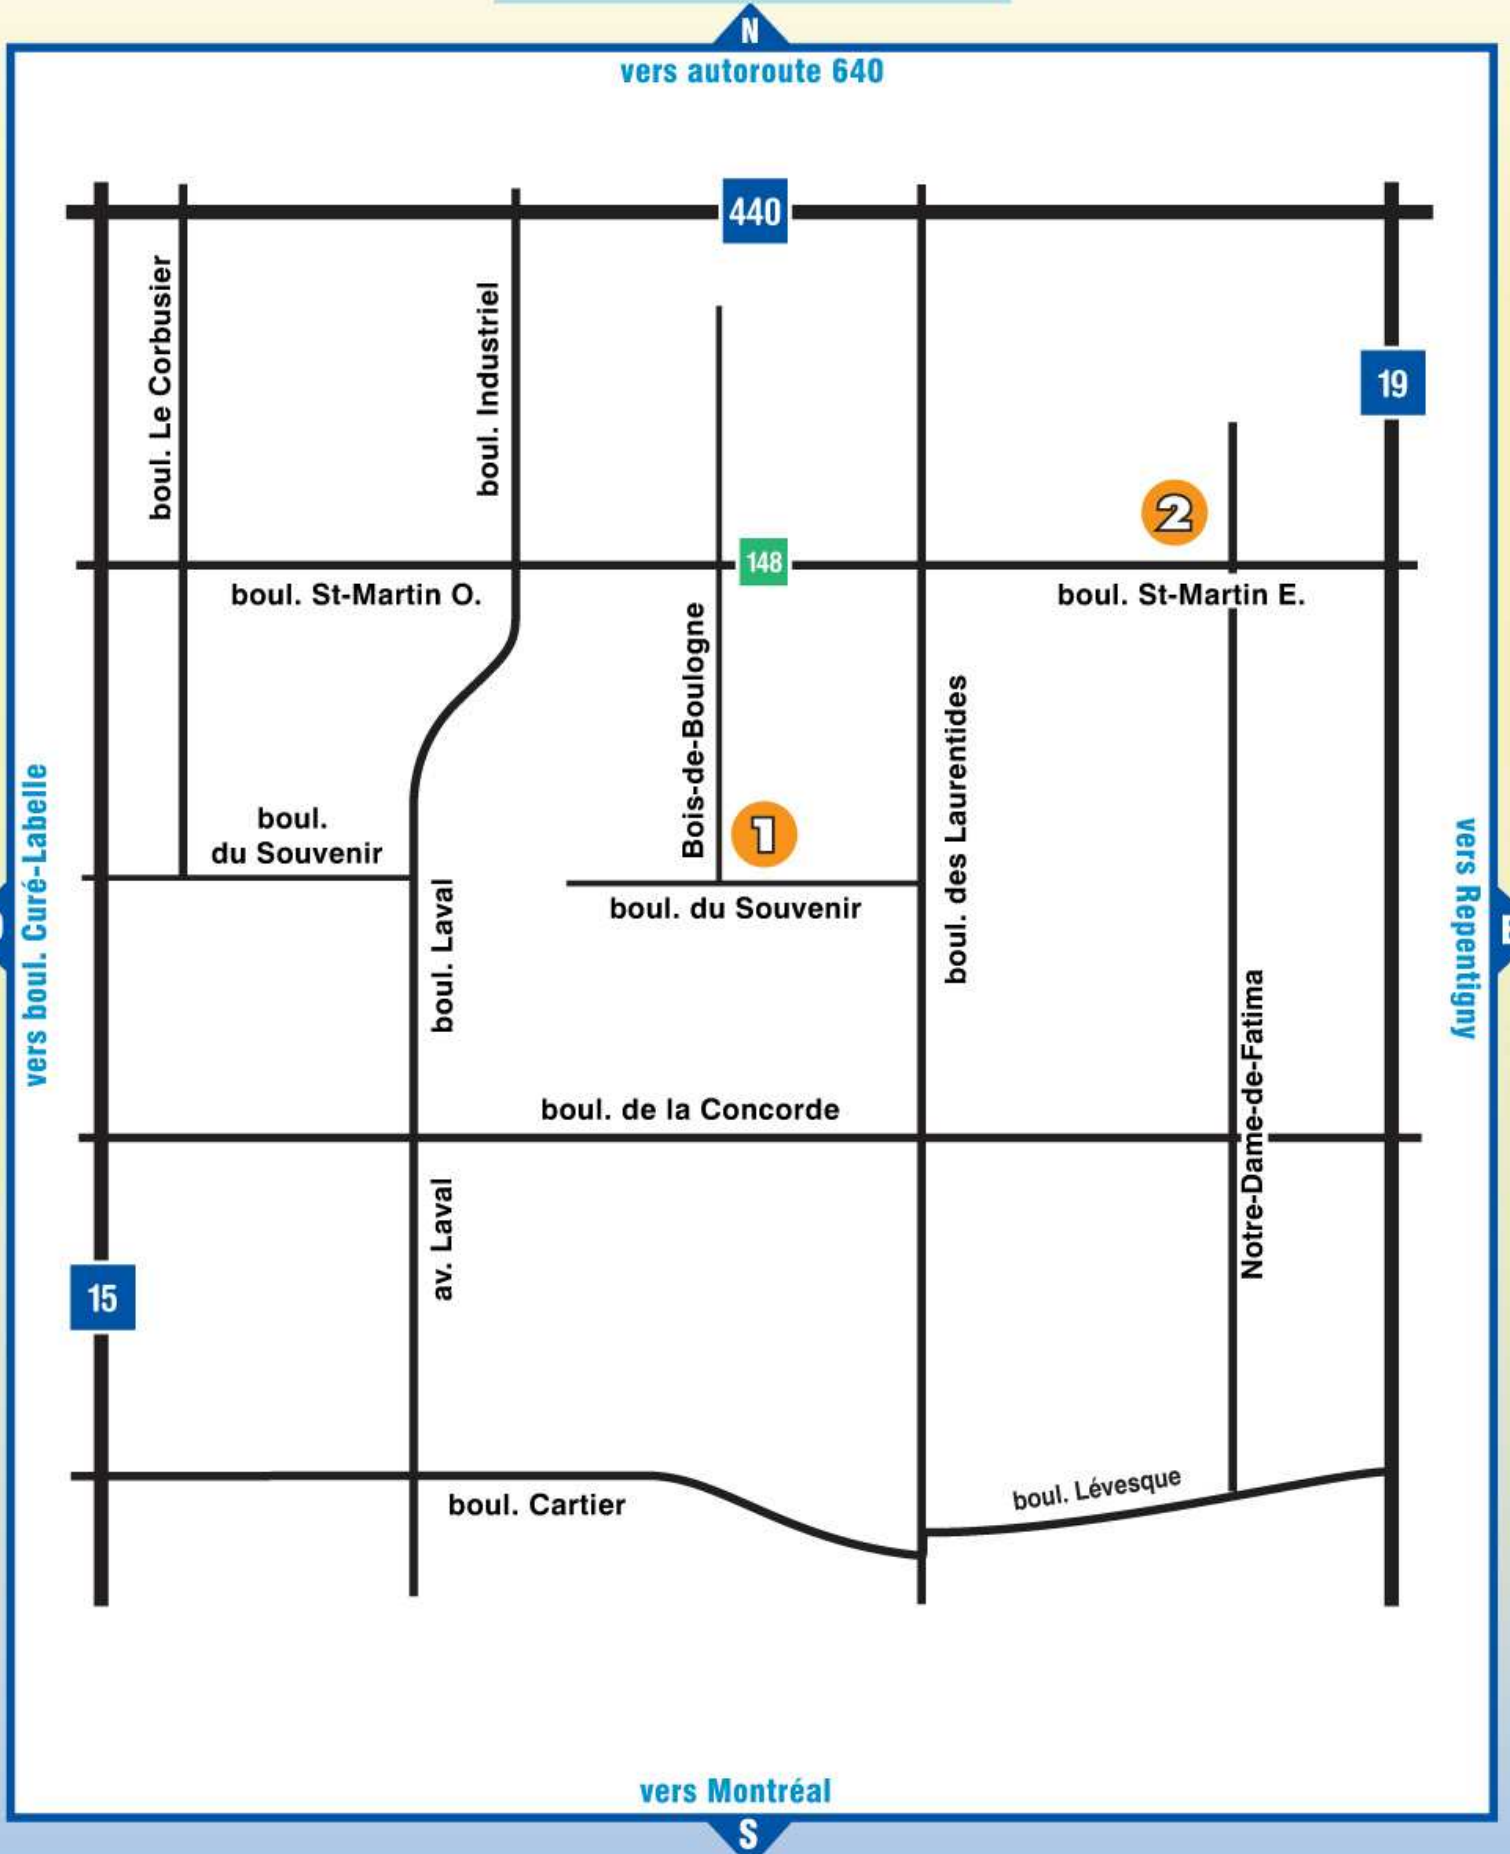 N
vers autoroute 640
440
boul. Le Corbusier
boul. Industriel
19
2
148
boul. St-Martin O.
boul. St-Martin E.
Bois-de-Boulogne
boul. des Laurentides
vers boul. Curé-Labelle
boul.
du Souvenir
1
vers Repentigny
boul. Laval
boul. du Souvenir
Notre-Dame-de-Fatima
boul. de la Concorde
av. Laval
15
boul. Lévesque
boul. Cartier
vers Montréal
S